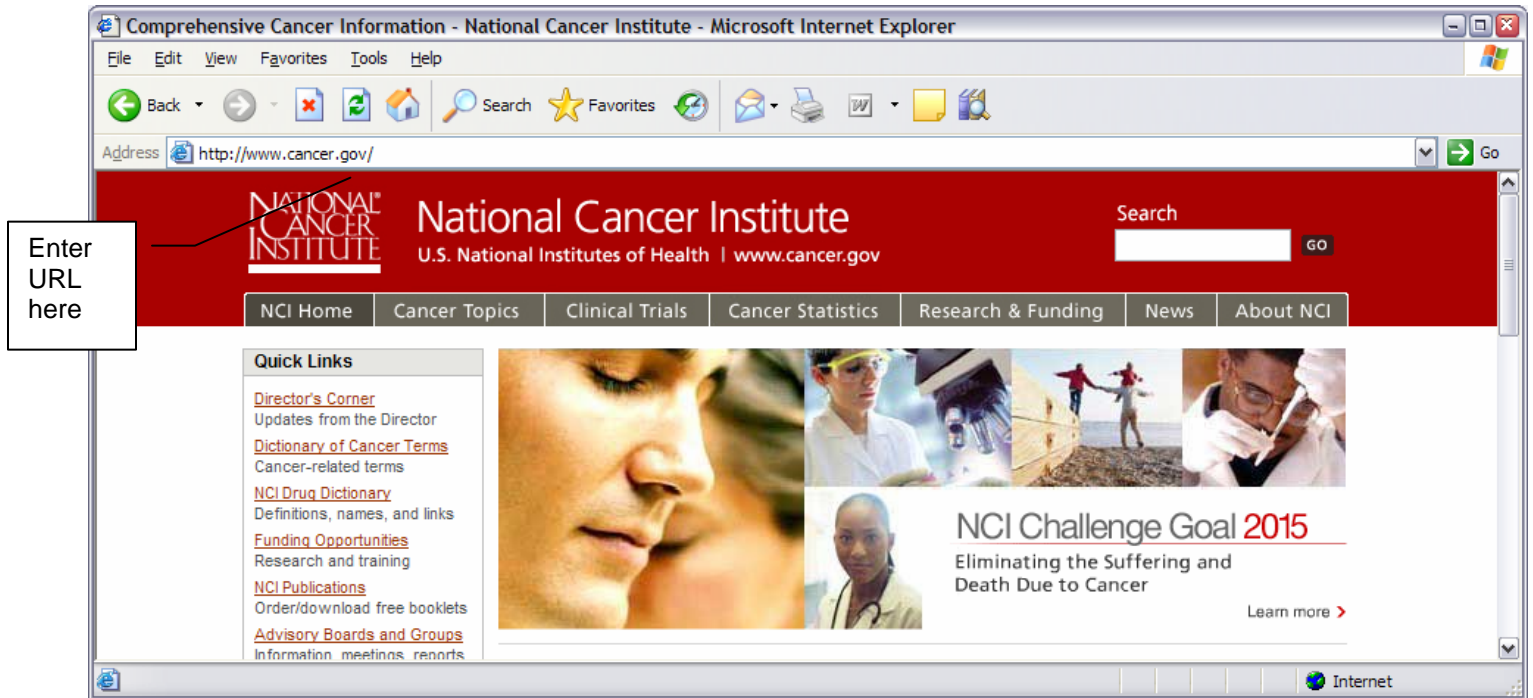 Comprehensive Cancer Information - National Cancer Institute - Microsoft Internet Explorer
File Edit View Favorites Tools Help
Back Search Favorites W
Address http://www.cancer.gov/ Go
Enter
URL
here
NATIONAL®
CANCER
INSTITUTE
National Cancer Institute
U.S. National Institutes of Health | www.cancer.gov
Search
GO
NCI Home Cancer Topics Clinical Trials Cancer Statistics Research & Funding News About NCI
Quick Links
Director's Corner
Updates from the Director
Dictionary of Cancer Terms
Cancer-related terms
NCI Drug Dictionary
Definitions, names, and links
Funding Opportunities
Research and training
NCI Publications
Order/download free booklets
Advisory Boards and Groups
Information, meetings, reports
NCI Challenge Goal 2015
Eliminating the Suffering and
Death Due to Cancer
Learn more >
Internet